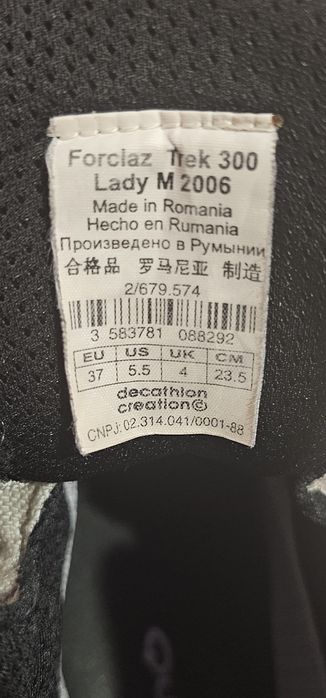 Forclaz Trek 300
Lady M 2006
Made in Romania
Hecho en Rumania
Произведено в Румынии
合格品 罗马尼亚 制造
2/679.574
3 583781 088292
EU US UK CM
37 5.5 4 23.5
decathlon
creation©
CNPJ: 02.314.041/0001-88